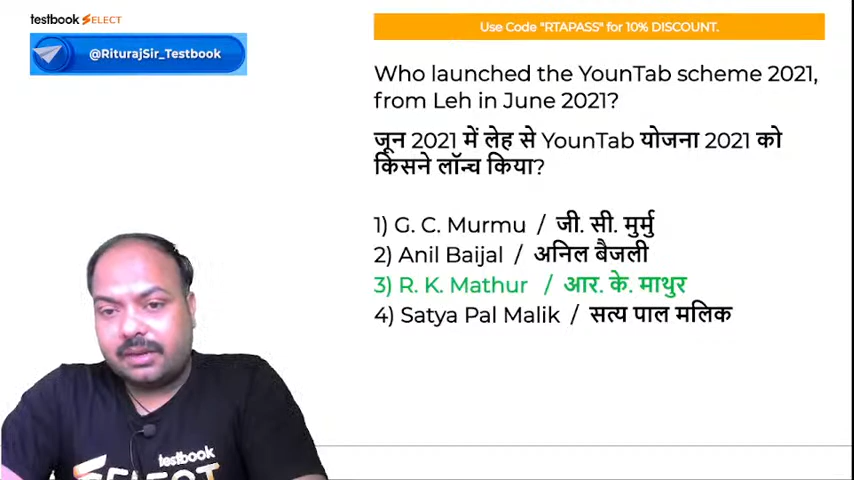 testbook SELECT
@RiturajSir_Testbook
Use Code "RTAPASS" for 10% DISCOUNT.
Who launched the YounTab scheme 2021,
from Leh in June 2021?
जून 2021 में लेह से YounTab योजना 2021 को
किसने लॉन्च किया?
1) G. C. Murmu / जी. सी. मुर्मु
2) Anil Baijal / अनिल बैजली
3) R. K. Mathur / आर. के. माथुर
4) Satya Pal Malik / सत्य पाल मलिक
testbook
SELECT